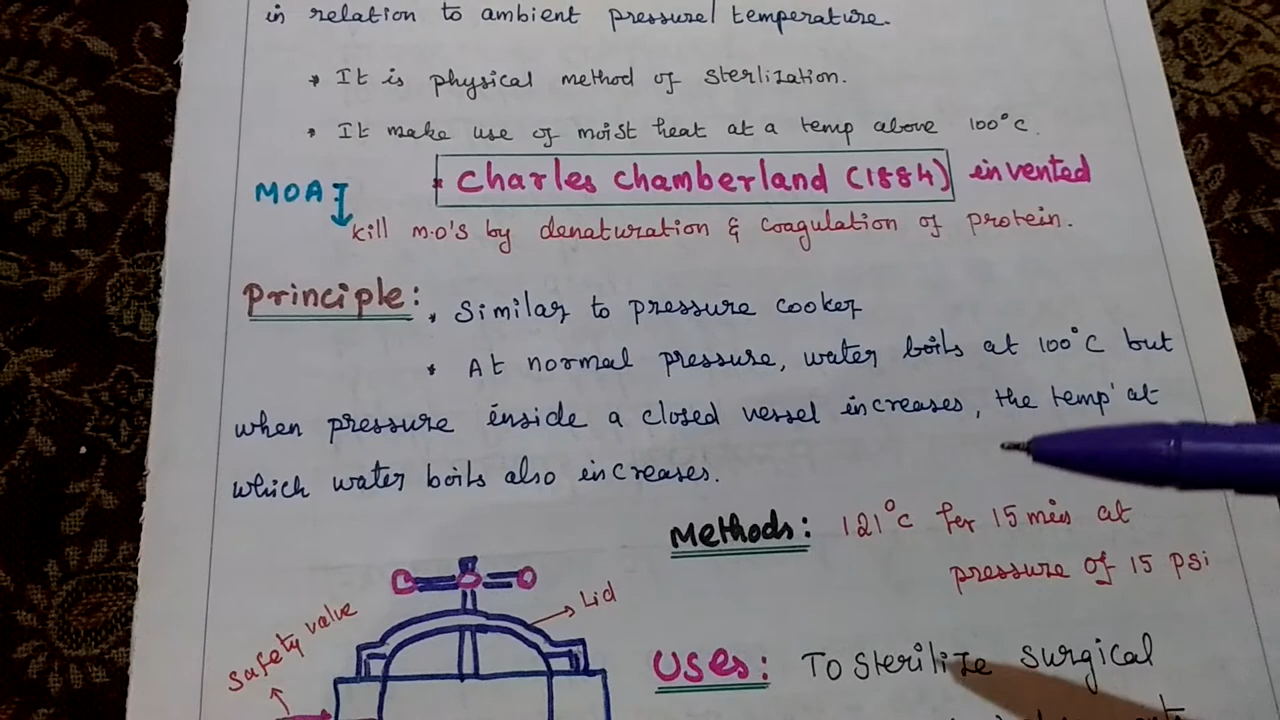 in relation to ambient pressure/ temperature.
* It is physical method of sterlization.
* It make use of moist heat at a temp above 100°c.
* Charles Chamberland (1884) invented
MOA:
kill m.o's by denaturation & coagulation of protein.
Principle:
* Similar to pressure cooker
* At normal pressure, water boils at 100°C but
when pressure inside a closed vessel increases, the temp' at
which water boils also increases.
Methods: 121°c for 15 mis at
pressure of 15 psi
Safety valve
Lid
Uses: To Sterilize surgical